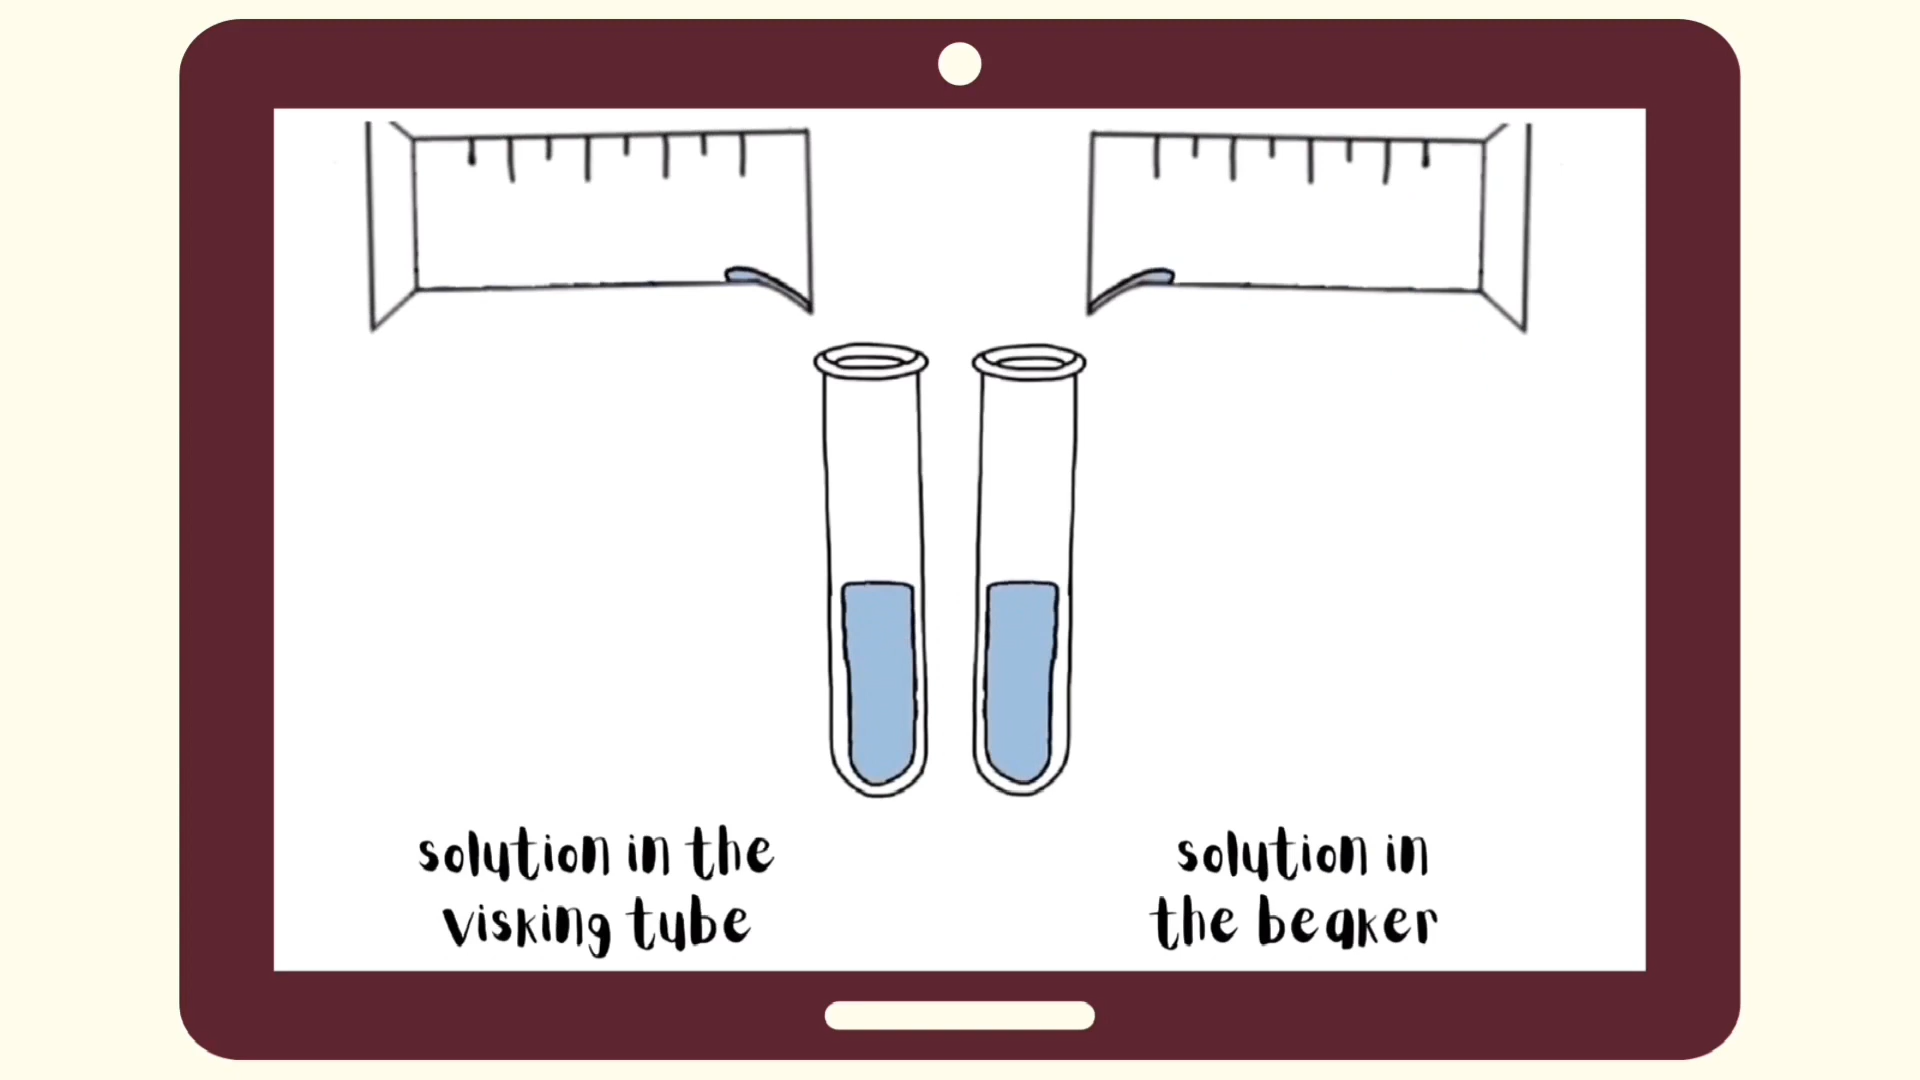 solution in the
visking tube
solution in
the beaker